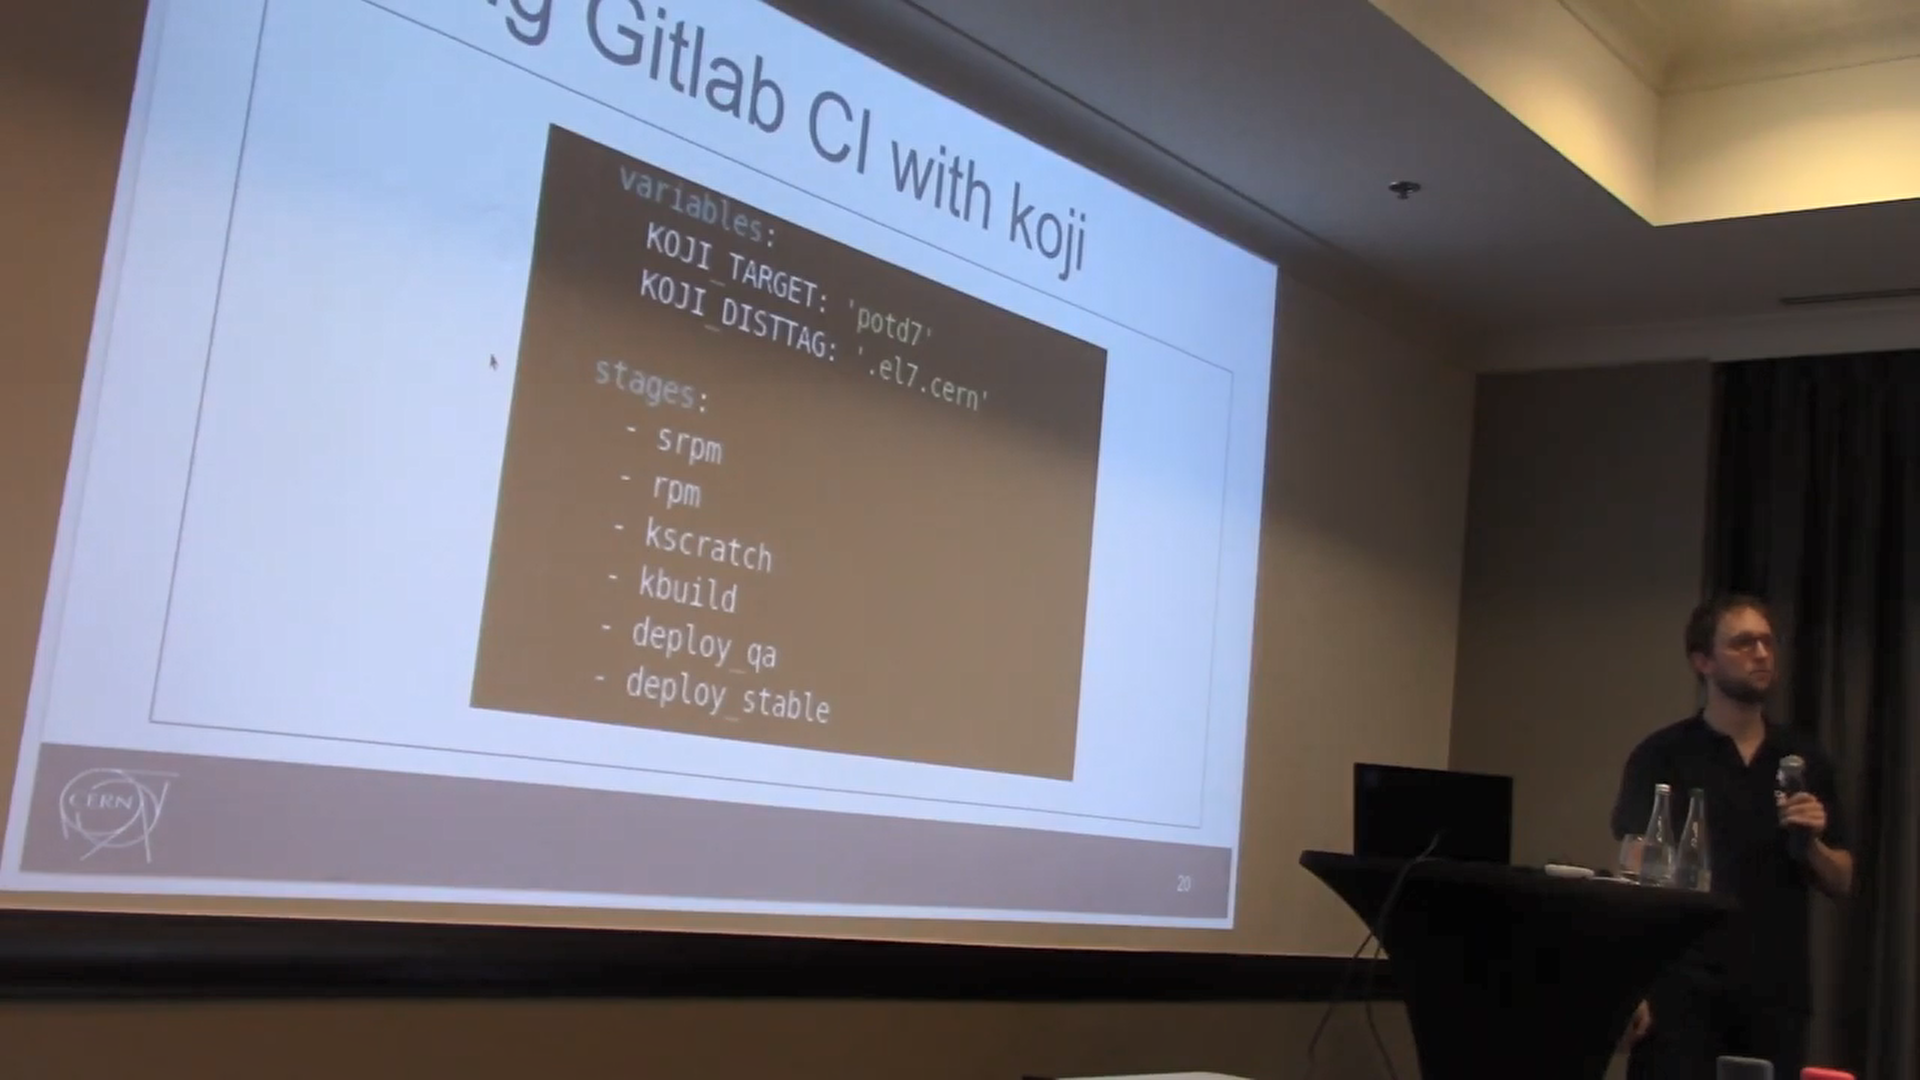 ng Gitlab CI with koji
variables:
KOJI_TARGET: 'potd7'
KOJI_DISTTAG: '.el7.cern'
stages:
- srpm
- rpm
- kscratch
- kbuild
- deploy_qa
- deploy_stable
CERN
20